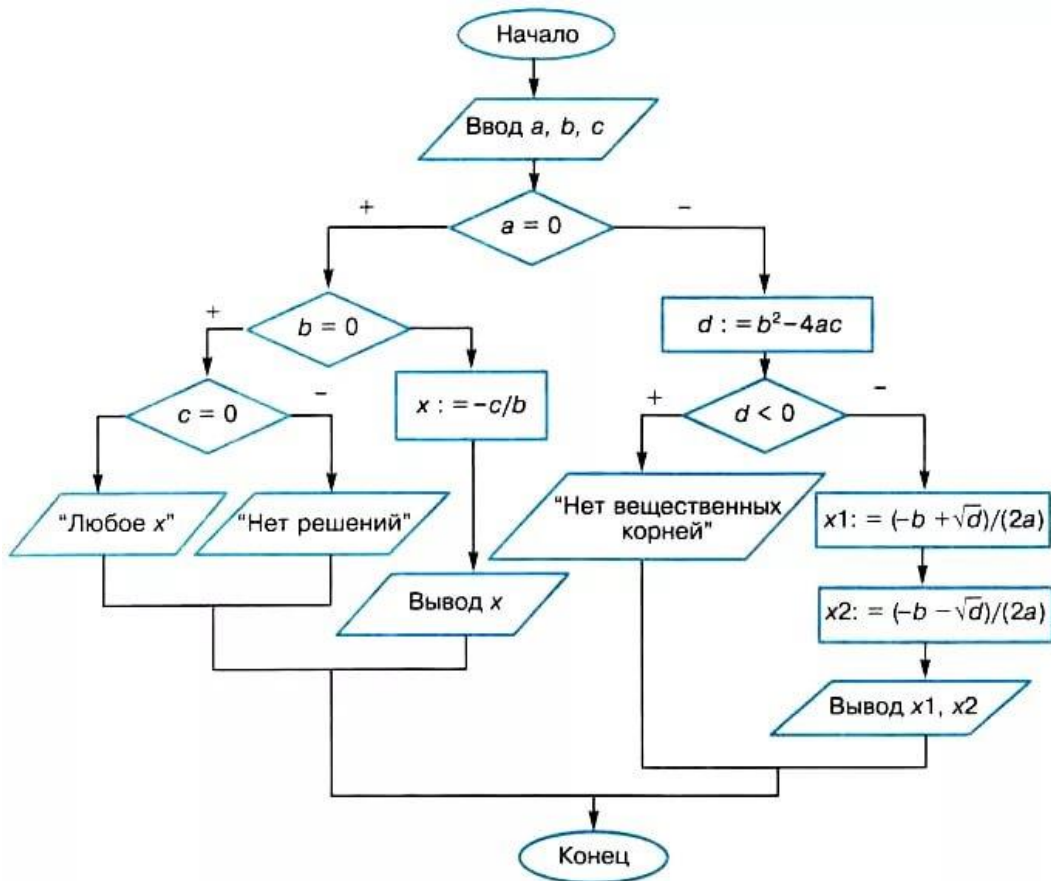 Начало
Ввод a, b, c
+
–
a = 0
+
b = 0
d : = b² – 4ac
c = 0
–
x : = –c/b
+
d < 0
–
“Любое x”
“Нет решений”
“Нет вещественных
корней”
x1: = (–b + √d)/(2a)
Вывод x
x2: = (–b – √d)/(2a)
Вывод x1, x2
Конец